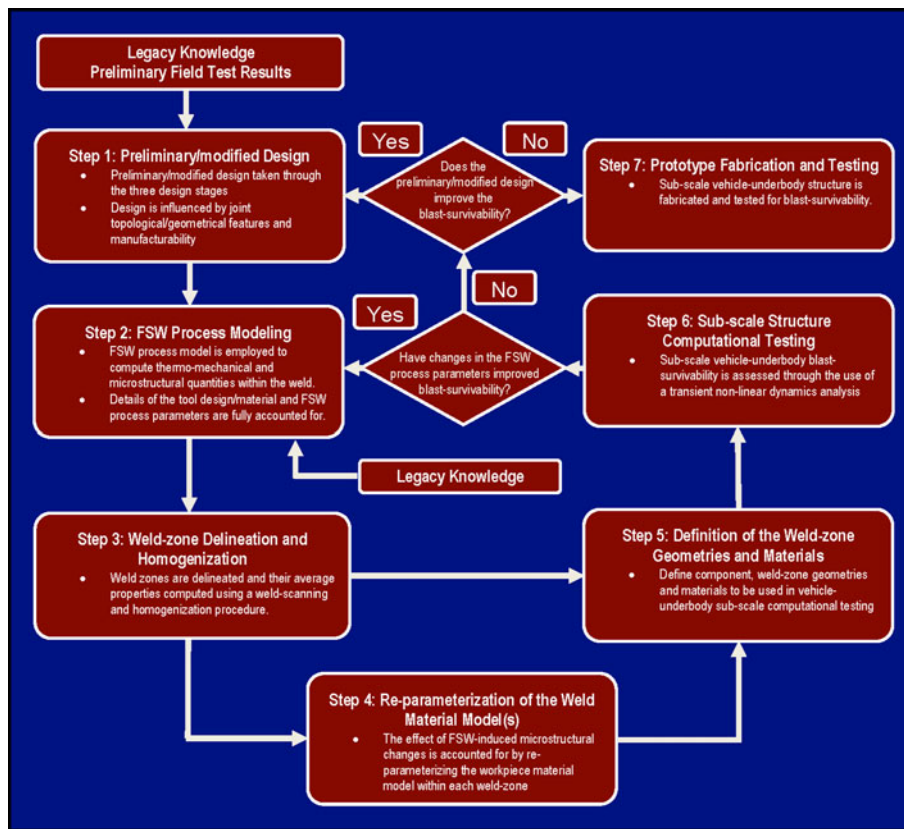 Legacy Knowledge
Preliminary Field Test Results
Step 1: Preliminary/modified Design
• Preliminary/modified design taken through
the three design stages
• Design is influenced by joint
topological/geometrical features and
manufacturability
Yes
No
Does the
preliminary/modified design
improve the
blast-survivability?
Step 7: Prototype Fabrication and Testing
• Sub-scale vehicle-underbody structure is
fabricated and tested for blast-survivability.
Step 2: FSW Process Modeling
• FSW process model is employed to
compute thermo-mechanical and
microstructural quantities within the weld.
• Details of the tool design/material and FSW
process parameters are fully accounted for.
Yes
No
Have changes in the FSW
process parameters improved
blast-survivability?
Step 6: Sub-scale Structure
Computational Testing
• Sub-scale vehicle-underbody blast-
survivability is assessed through the use of
a transient non-linear dynamics analysis
Legacy Knowledge
Step 3: Weld-zone Delineation and
Homogenization
• Weld zones are delineated and their average
properties computed using a weld-scanning
and homogenization procedure.
Step 5: Definition of the Weld-zone
Geometries and Materials
• Define component, weld-zone geometries
and materials to be used in vehicle-
underbody sub-scale computational testing
Step 4: Re-parameterization of the Weld
Material Model(s)
• The effect of FSW-induced microstructural
changes is accounted for by re-
parameterizing the workpiece material
model within each weld-zone